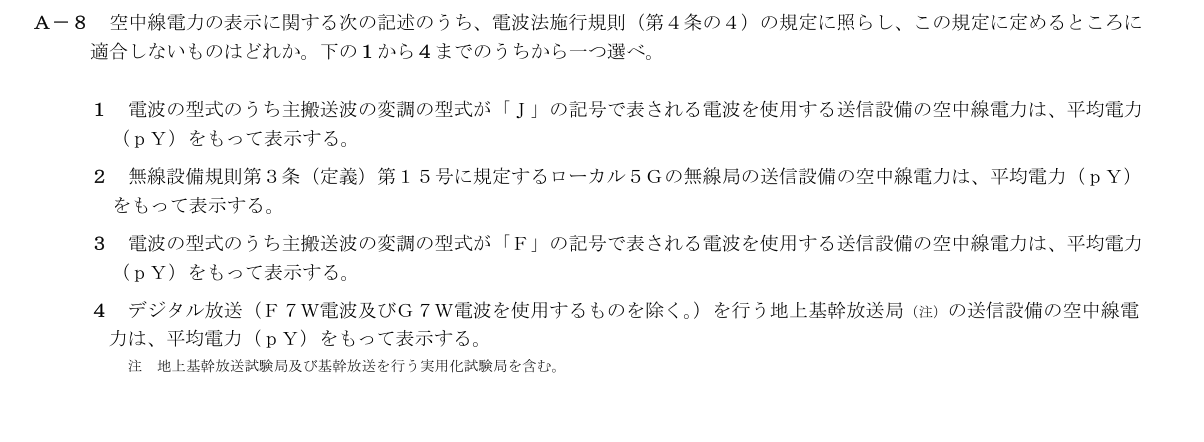 Ａ－８　空中線電力の表示に関する次の記述のうち、電波法施行規則（第４条の４）の規定に照らし、この規定に定めるところに
適合しないものはどれか。下の１から４までのうちから一つ選べ。
１　電波の型式のうち主搬送波の変調の型式が「Ｊ」の記号で表される電波を使用する送信設備の空中線電力は、平均電力
（ｐＹ）をもって表示する。
２　無線設備規則第３条（定義）第１５号に規定するローカル５Ｇの無線局の送信設備の空中線電力は、平均電力（ｐＹ）
をもって表示する。
３　電波の型式のうち主搬送波の変調の型式が「Ｆ」の記号で表される電波を使用する送信設備の空中線電力は、平均電力
（ｐＹ）をもって表示する。
４　デジタル放送（Ｆ７Ｗ電波及びＧ７Ｗ電波を使用するものを除く。）を行う地上基幹放送局（注）の送信設備の空中線電
力は、平均電力（ｐＹ）をもって表示する。
注　地上基幹放送試験局及び基幹放送を行う実用化試験局を含む。